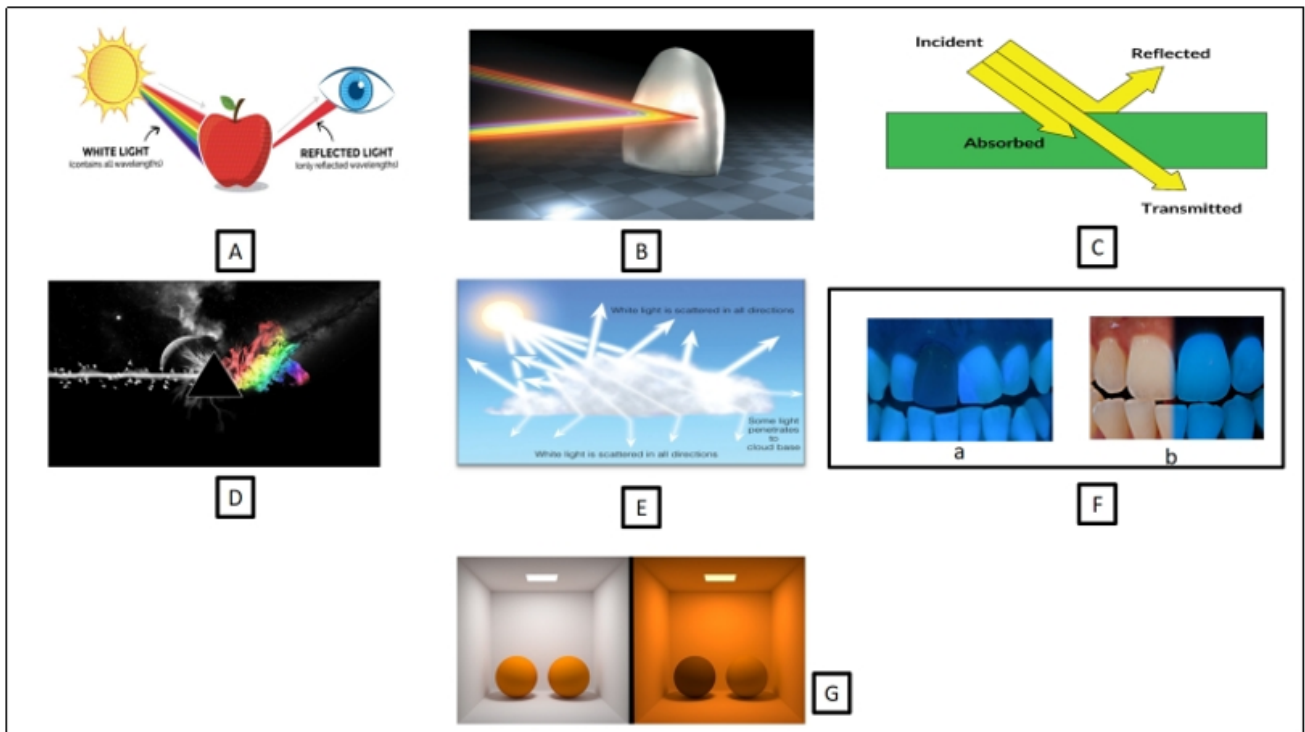 WHITE LIGHT
(contains all wavelengths)
REFLECTED LIGHT
(only reflected wavelengths)
A
B
Incident
Reflected
Absorbed
Transmitted
C
D
White light is scattered in all directions
Some light
penetrates
to
cloud base
White light is scattered in all directions
E
a
b
F
G